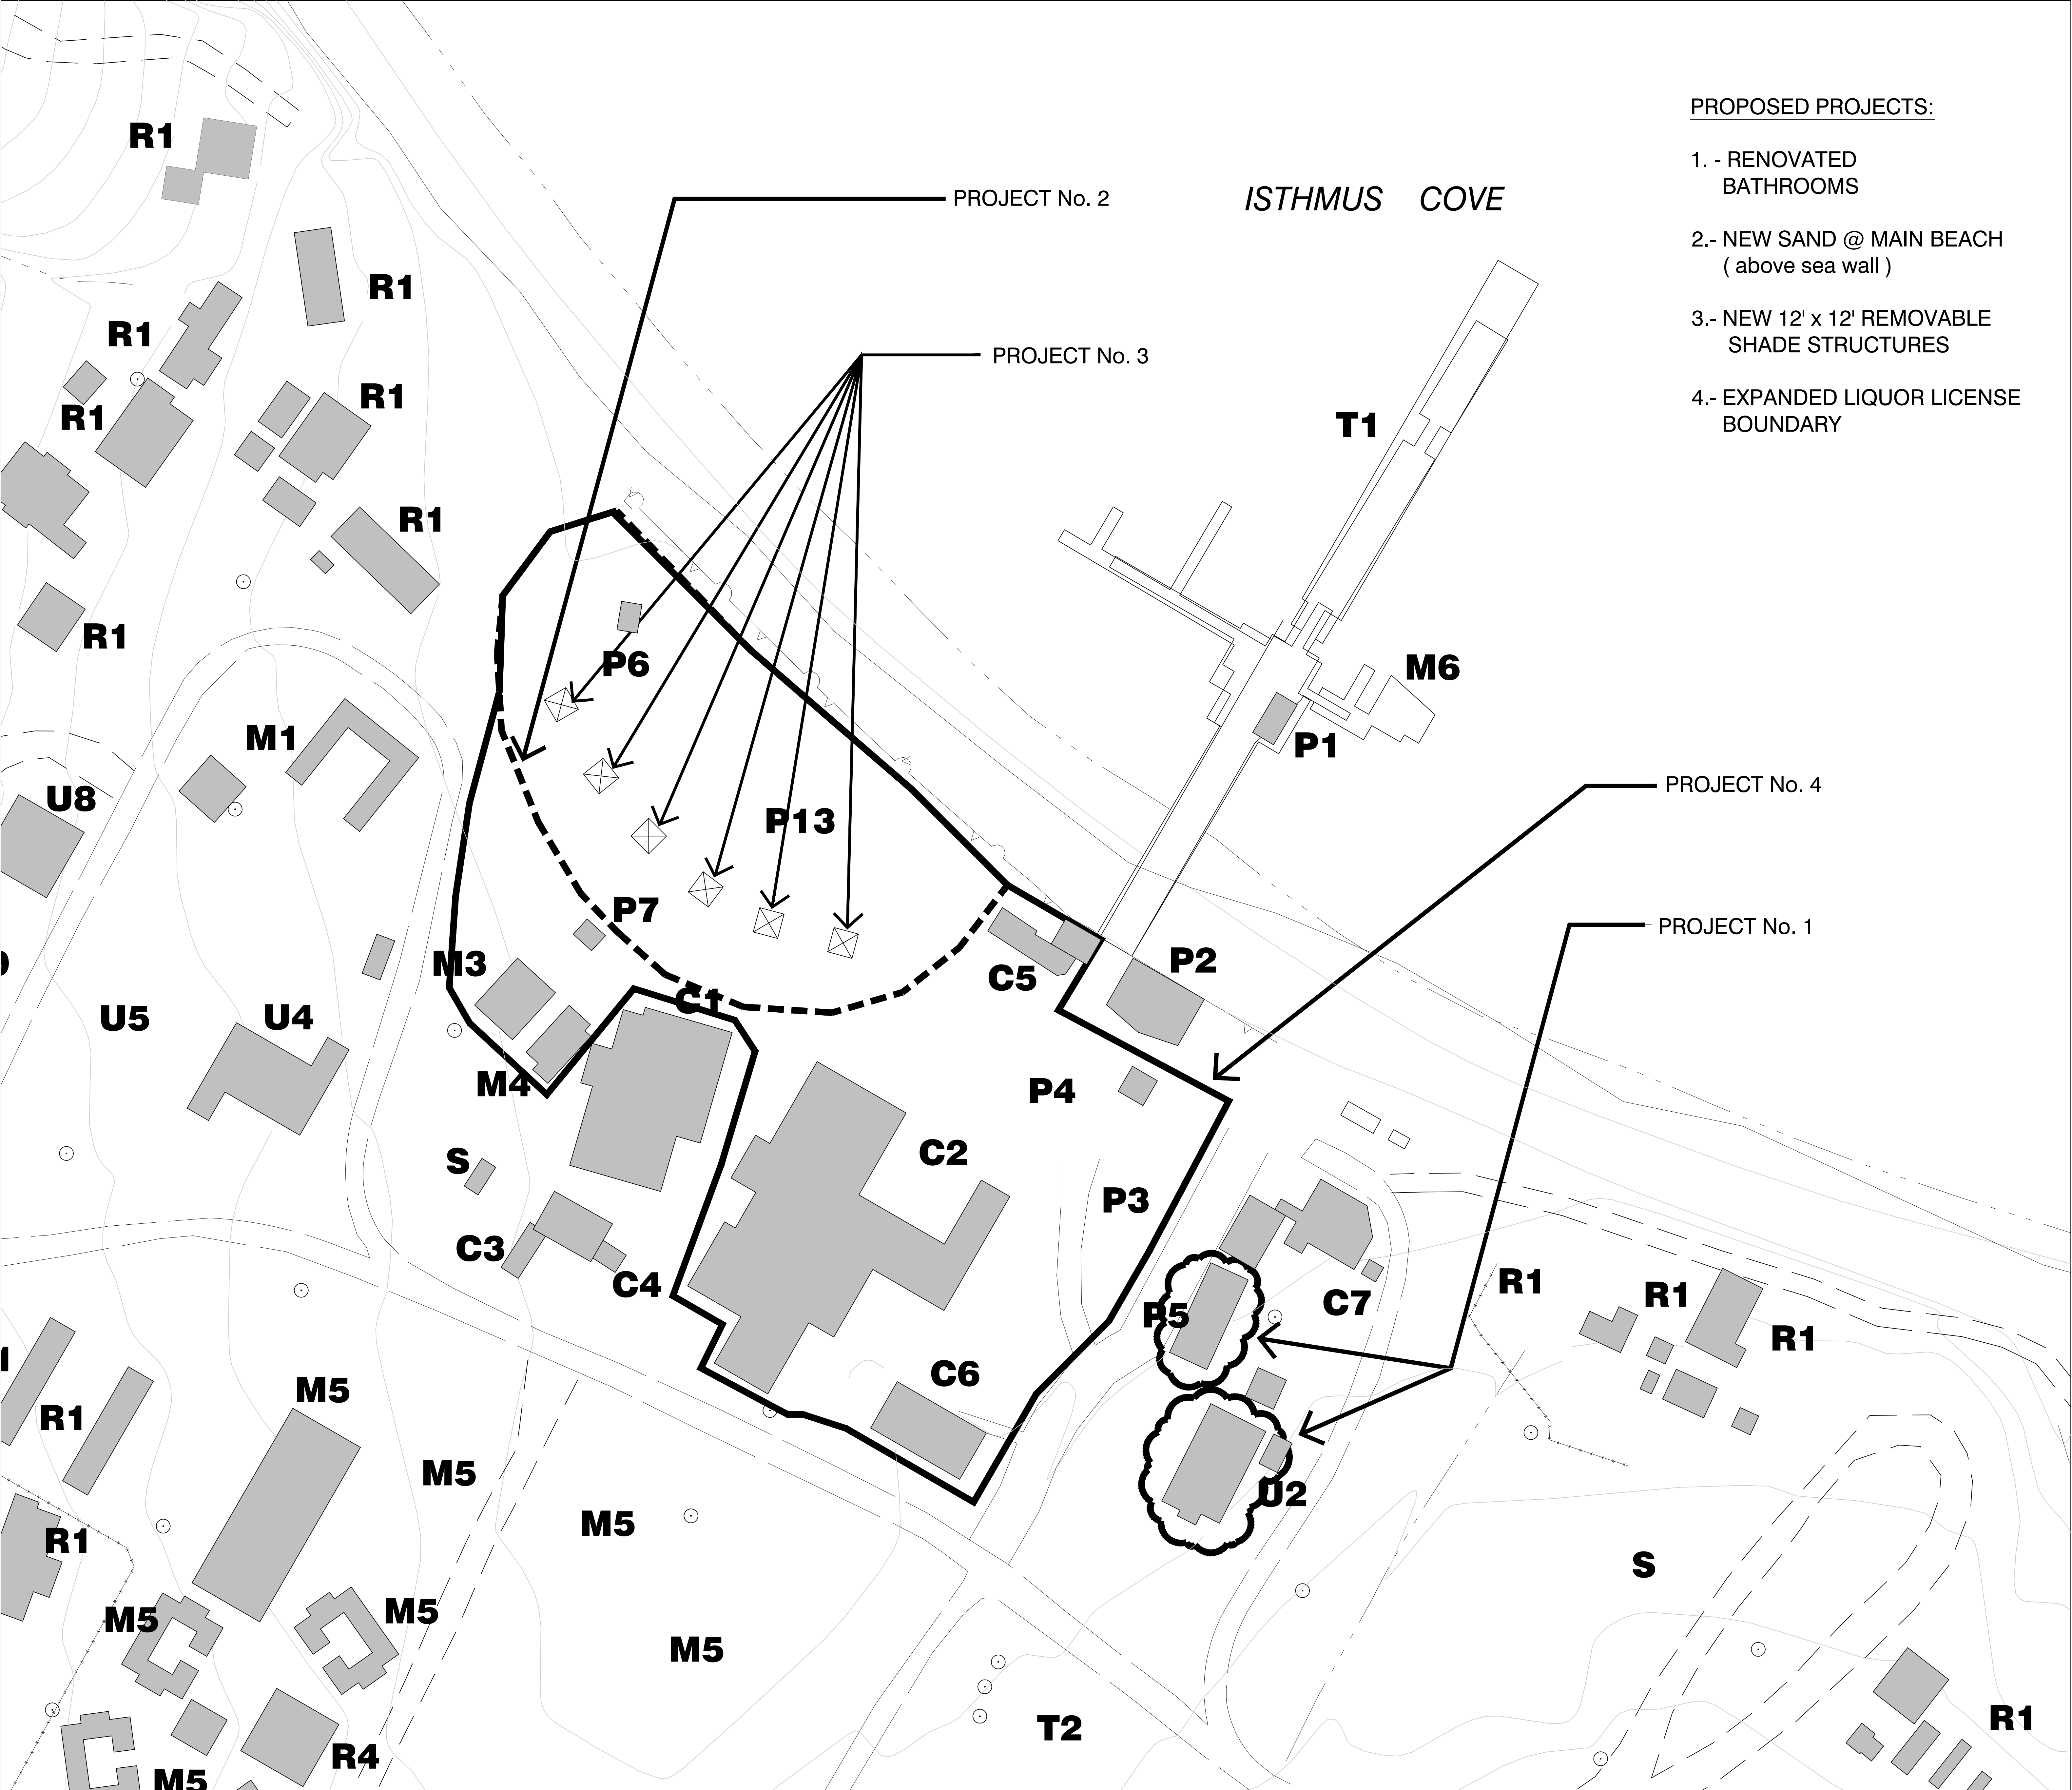 R1
PROPOSED PROJECTS:
1. - RENOVATED
BATHROOMS
2.- NEW SAND @ MAIN BEACH
( above sea wall )
3.- NEW 12' x 12' REMOVABLE
SHADE STRUCTURES
4.- EXPANDED LIQUOR LICENSE
BOUNDARY
PROJECT No. 2
ISTHMUS COVE
R1
R1
PROJECT No. 3
R1
R1
T1
R1
R1
P6
M6
M1
P1
U8
PROJECT No. 4
P13
P7
PROJECT No. 1
M3
P2
C5
C1
U5
U4
M4
P4
S
C2
P3
C3
C4
R1
R1
C7
P5
R1
C6
M5
R1
M5
U2
M5
R1
S
M5
M5
M5
T2
R1
R4
M5